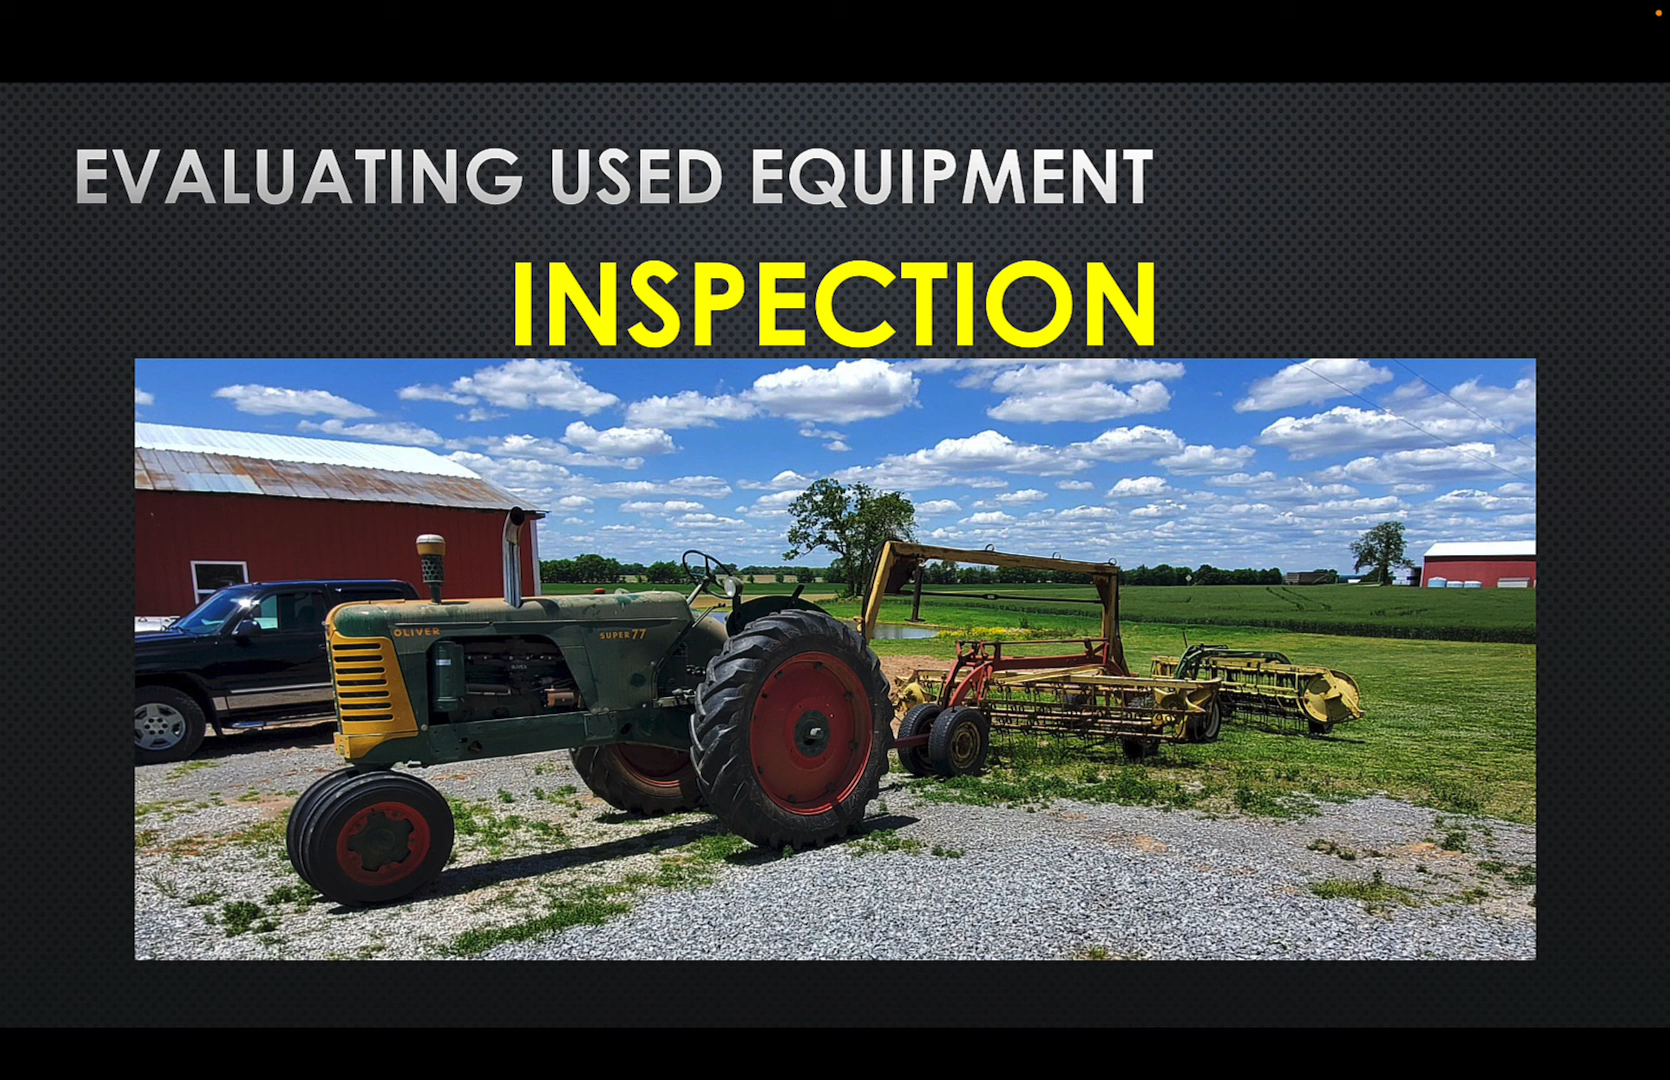 EVALUATING USED EQUIPMENT
INSPECTION
OLIVER
SUPER 77